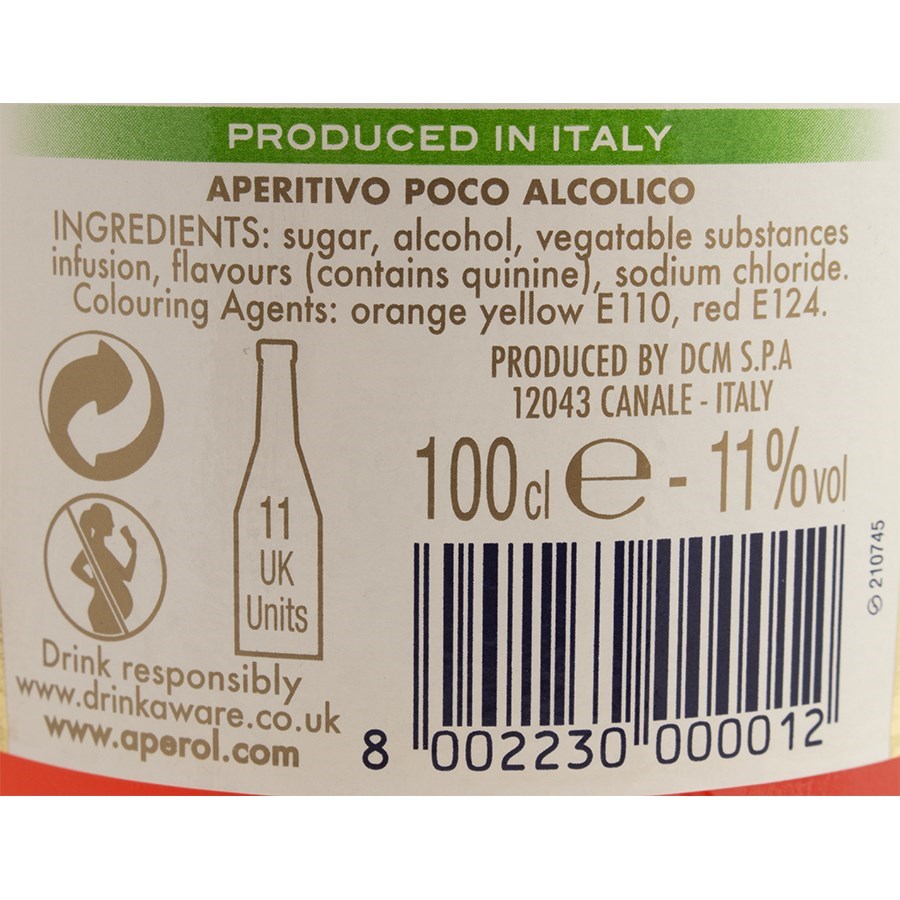 PRODUCED IN ITALY
APERITIVO POCO ALCOLICO
INGREDIENTS: sugar, alcohol, vegatable substances
infusion, flavours (contains quinine), sodium chloride.
Colouring Agents: orange yellow E110, red E124.
PRODUCED BY DCM S.P.A
12043 CANALE - ITALY
100cl e - 11%vol
11
UK
Units
Drink responsibly
www.drinkaware.co.uk
www.aperol.com
8 002230 000012
210745